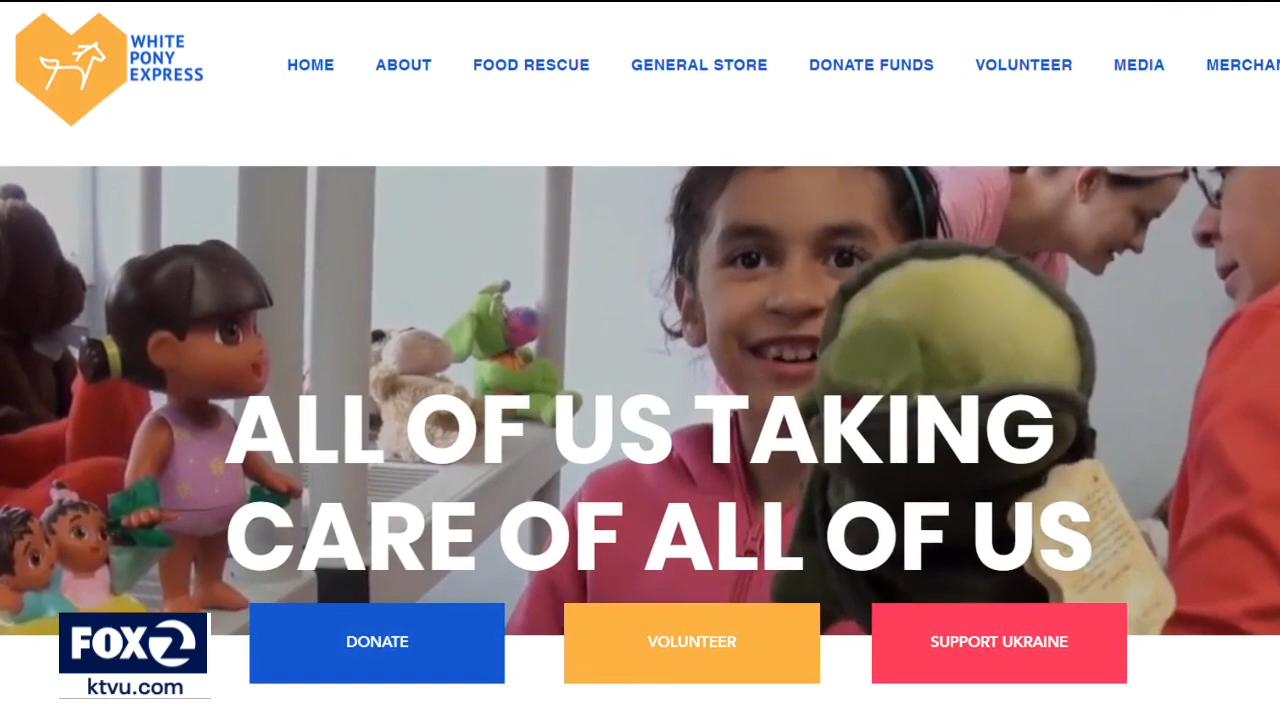 WHITE
PONY
EXPRESS
HOME ABOUT FOOD RESCUE GENERAL STORE DONATE FUNDS VOLUNTEER MEDIA MERCHAN
ALL OF US TAKING
CARE OF ALL OF US
DONATE VOLUNTEER SUPPORT UKRAINE
FOX 2
ktvu.com